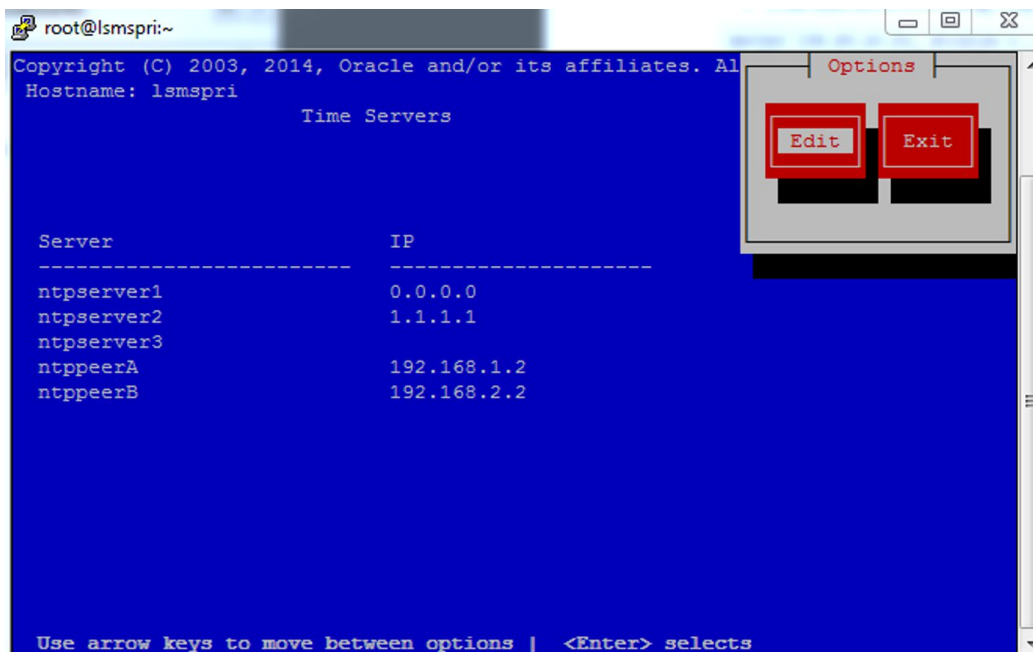 root@lsmspri:~
Copyright (C) 2003, 2014, Oracle and/or its affiliates. Al
Options
Hostname: lsmspri
Time Servers
Edit Exit
Server IP
------------------------- ---------------------
ntpserver1 0.0.0.0
ntpserver2 1.1.1.1
ntpserver3
ntppeerA 192.168.1.2
ntppeerB 192.168.2.2
Use arrow keys to move between options | <Enter> selects